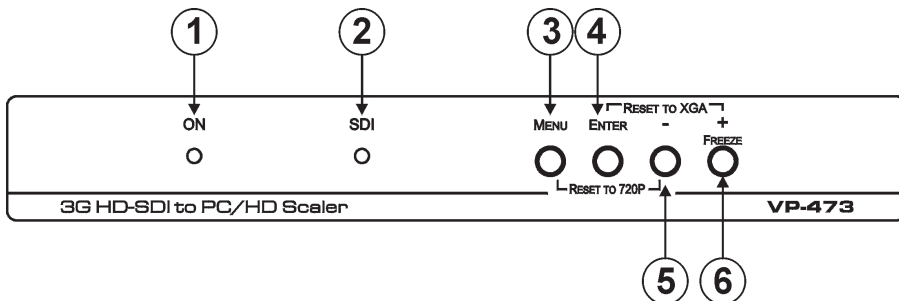 1 2 3 4
RESET TO XGA
ON SDI MENU ENTER - +
FREEZE
RESET TO 720P
3G HD-SDI to PC/HD Scaler VP-473
5 6